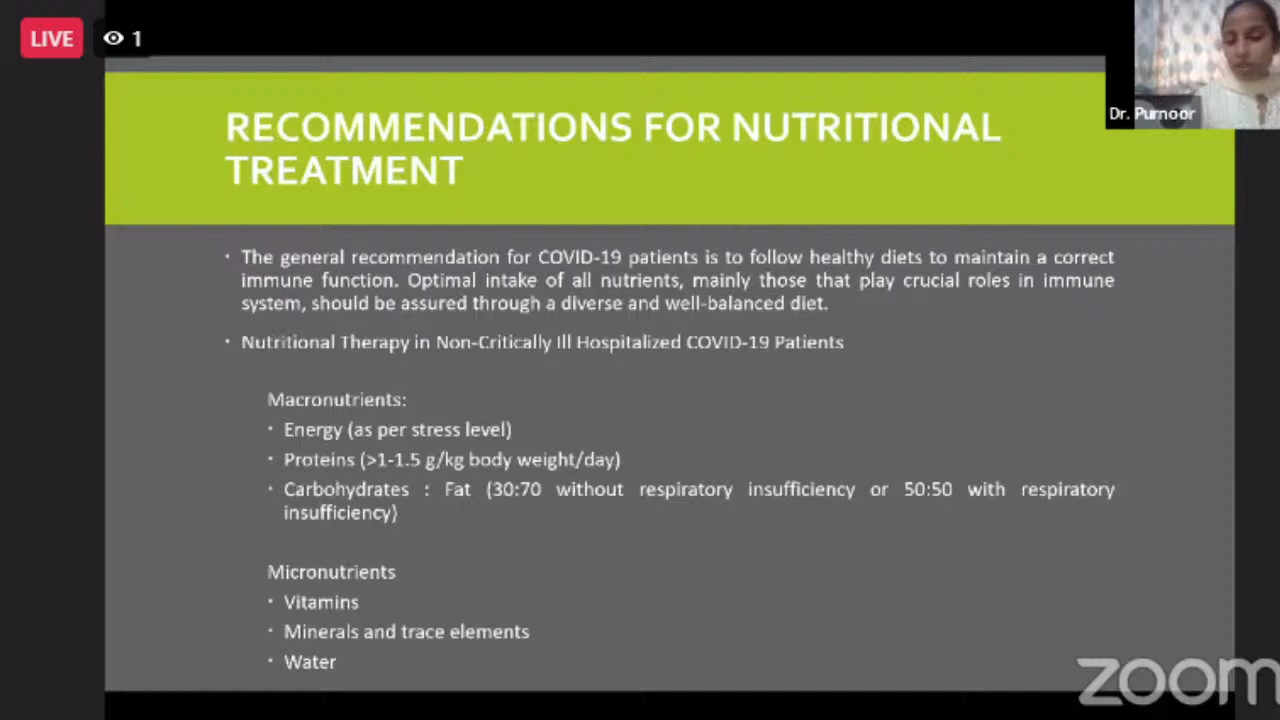 LIVE
1
Dr. Purnoor
RECOMMENDATIONS FOR NUTRITIONAL
TREATMENT
• The general recommendation for COVID-19 patients is to follow healthy diets to maintain a correct
immune function. Optimal intake of all nutrients, mainly those that play crucial roles in immune
system, should be assured through a diverse and well-balanced diet.
• Nutritional Therapy in Non-Critically Ill Hospitalized COVID-19 Patients
Macronutrients:
• Energy (as per stress level)
• Proteins (>1-1.5 g/kg body weight/day)
• Carbohydrates : Fat (30:70 without respiratory insufficiency or 50:50 with respiratory
insufficiency)
Micronutrients
• Vitamins
• Minerals and trace elements
• Water
zoom